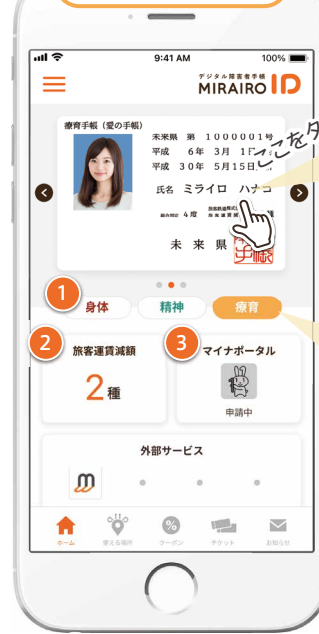 9:41 AM
100%
デジタル障害者手帳
MIRAIRO ID
療育手帳（愛の手帳）
未来県 第 1000001号
平成 6年 3月 1
平成 30年 5月15日
ここをタ
氏名 ミライロ ハナコ
総合判定 4度
未来県
1
身体
精神
療育
2
旅客運賃減額
2種
3
マイナポータル
申請中
外部サービス
m
ホーム
使える場所
クーポン
チケット
お知らせ